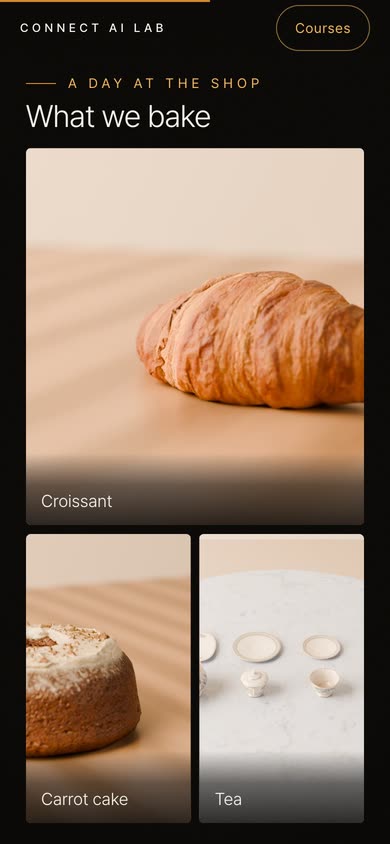 CONNECT AI LAB
Courses
A DAY AT THE SHOP
What we bake
Croissant
Carrot cake
Tea